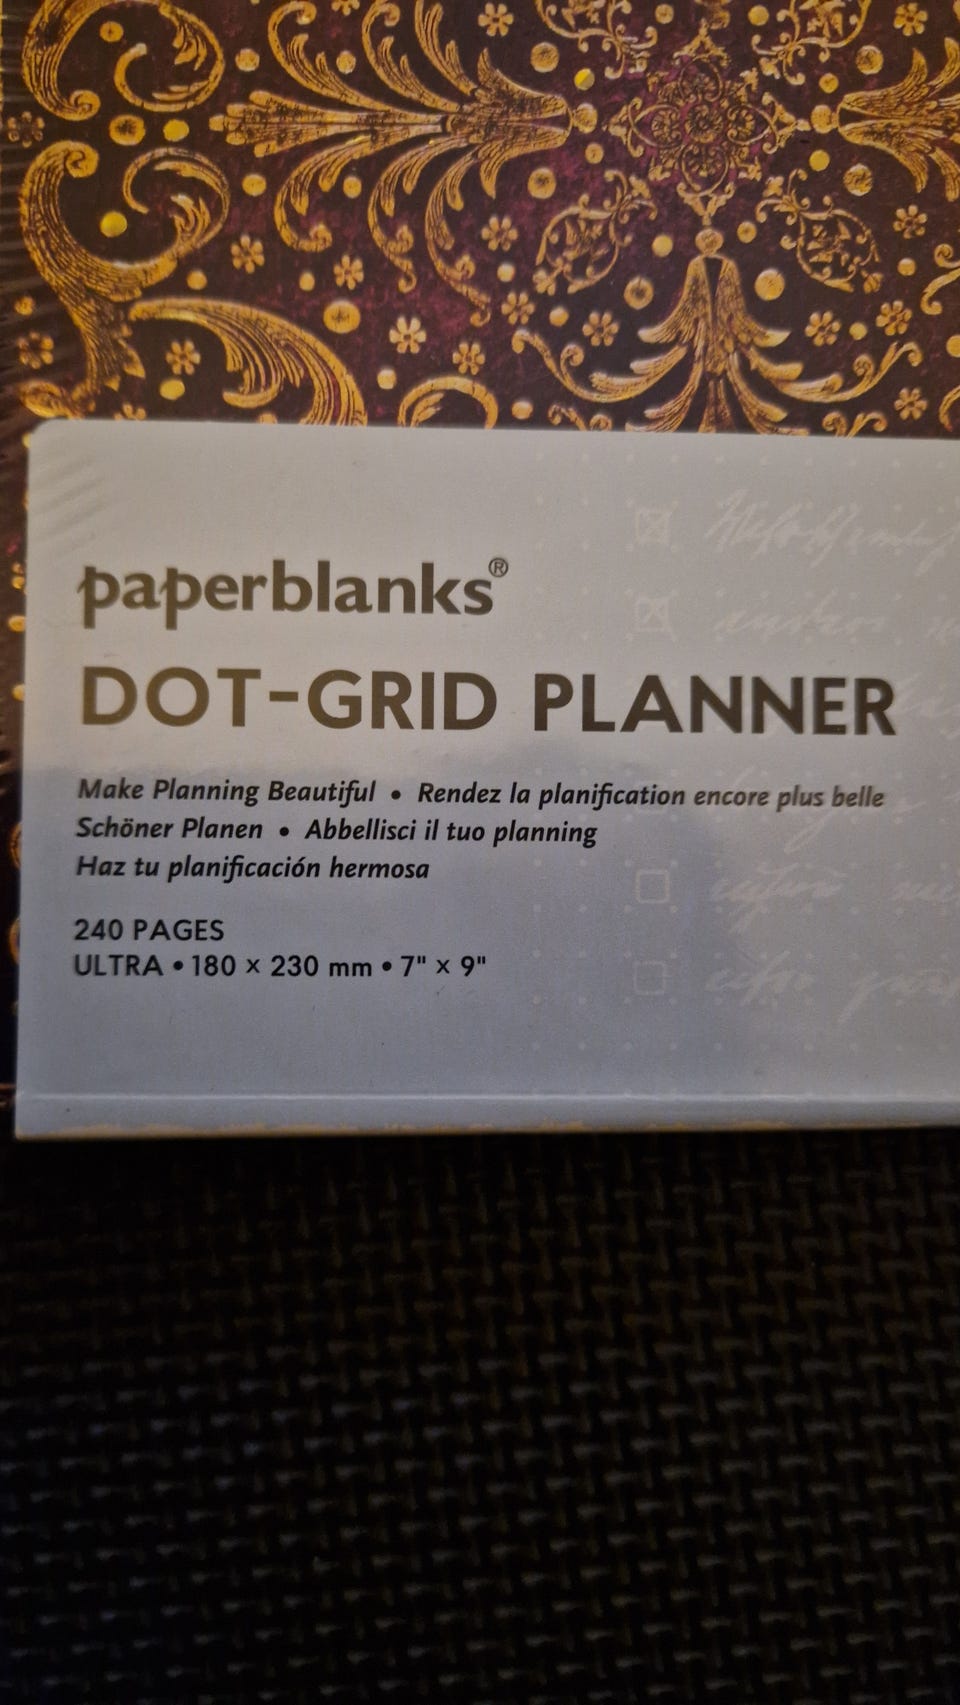 paperblanks®
DOT-GRID PLANNER
Make Planning Beautiful • Rendez la planification encore plus belle
Schöner Planen • Abbellisci il tuo planning
Haz tu planificación hermosa
240 PAGES
ULTRA • 180 × 230 mm • 7" × 9"